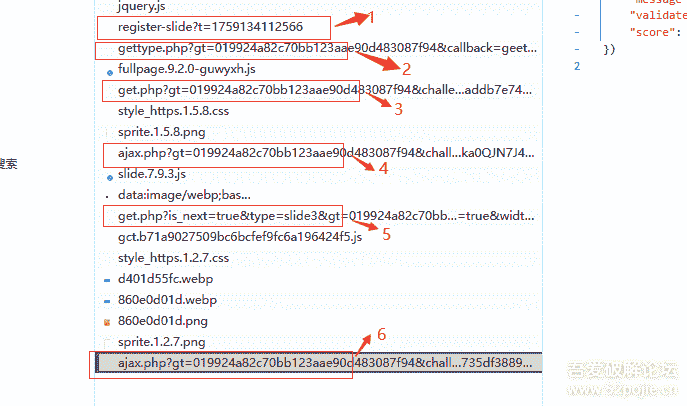 jquery.js
register-slide?t=1759134112566
1
gettype.php?gt=019924a82c70bb123aae90d483087f94&callback=geet...
2
fullpage.9.2.0-guwyxh.js
get.php?gt=019924a82c70bb123aae90d483087f94&challe...addb7e74...
3
style_https.1.5.8.css
sprite.1.5.8.png
ajax.php?gt=019924a82c70bb123aae90d483087f94&chall...ka0QJN7J4...
4
搜索
slide.7.9.3.js
data:image/webp;bas...
get.php?is_next=true&type=slide3&gt=019924a82c70bb...=true&widt...
5
gct.b71a9027509bc6bcfef9fc6a196424f5.js
style_https.1.2.7.css
d401d55fc.webp
860e0d01d.webp
860e0d01d.png
6
sprite.1.2.7.png
ajax.php?gt=019924a82c70bb123aae90d483087f94&chall...735df3889...
"message"
- "validate
- "score":
- })
2
吾爱破解论坛
www.52pojie.cn